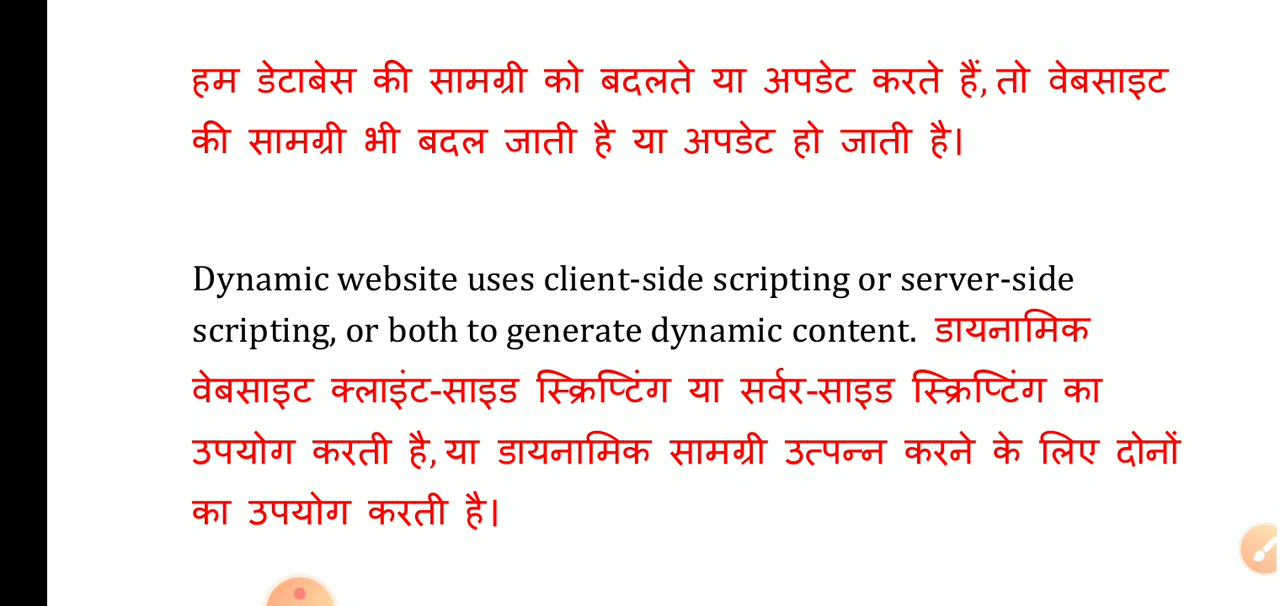 हम डेटाबेस की सामग्री को बदलते या अपडेट करते हैं, तो वेबसाइट
की सामग्री भी बदल जाती है या अपडेट हो जाती है।
Dynamic website uses client-side scripting or server-side
scripting, or both to generate dynamic content. डायनामिक
वेबसाइट क्लाइंट-साइड स्क्रिप्टिंग या सर्वर-साइड स्क्रिप्टिंग का
उपयोग करती है, या डायनामिक सामग्री उत्पन्न करने के लिए दोनों
का उपयोग करती है।